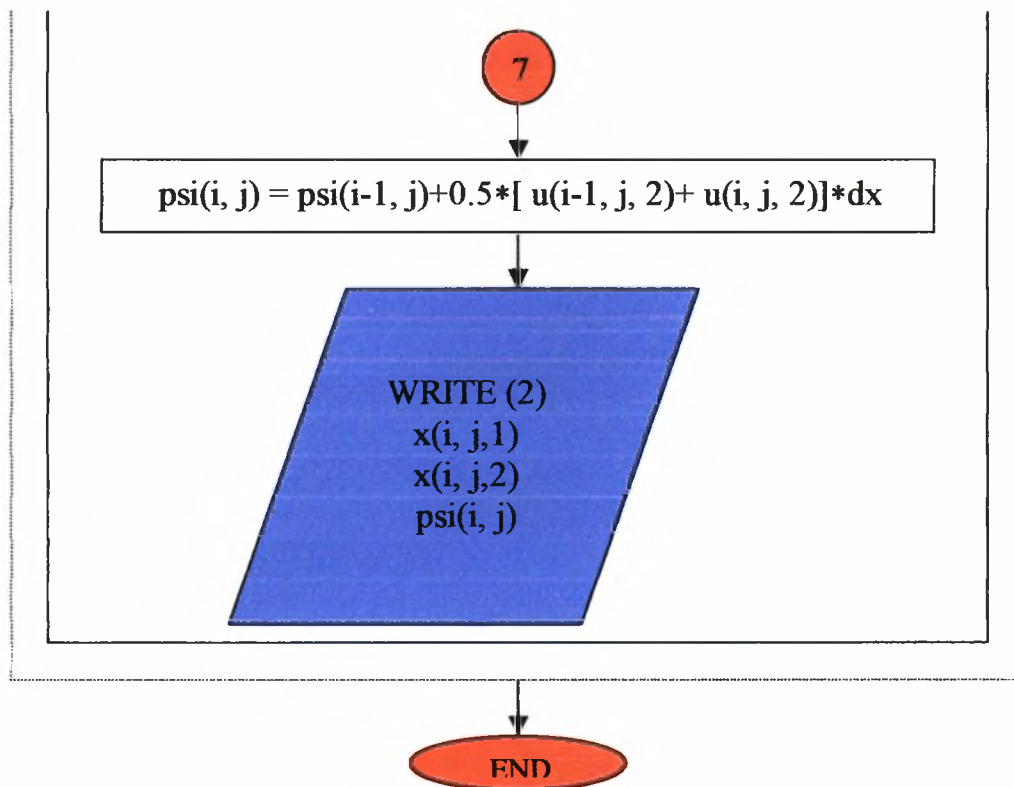 7
psi(i, j) = psi(i-1, j)+0.5*[ u(i-1, j, 2)+ u(i, j, 2)]*dx
WRITE (2)
x(i, j,1)
x(i, j,2)
psi(i, j)
END